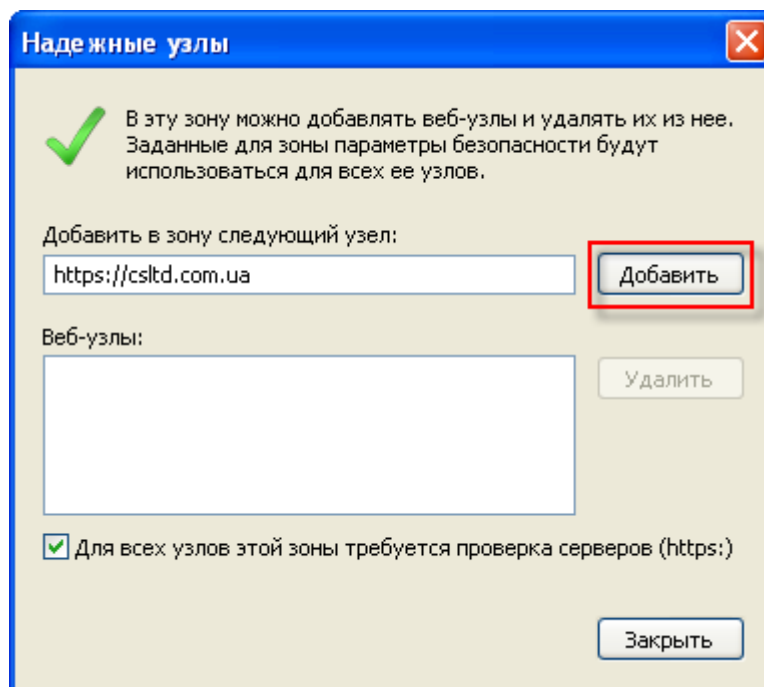 Надежные узлы
В эту зону можно добавлять веб-узлы и удалять их из нее.
Заданные для зоны параметры безопасности будут
использоваться для всех ее узлов.
Добавить в зону следующий узел:
https://csltd.com.ua
Добавить
Веб-узлы:
Удалить
Для всех узлов этой зоны требуется проверка серверов (https:)
Закрыть